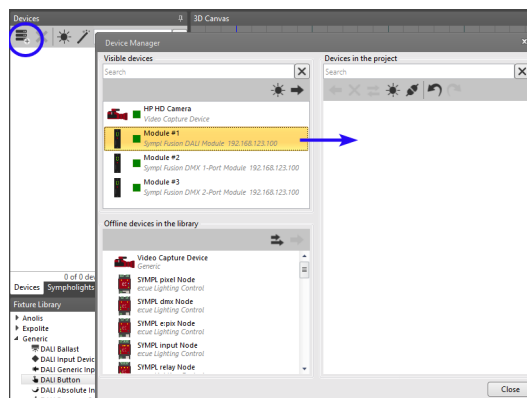 Devices
3D Canvas
Device Manager
x
Visible devices
Search
HP HD Camera
Video Capture Device
Module #1
Sympl Fusion DALI Module 192.168.123.100
Module #2
Sympl Fusion DMX 1-Port Module 192.168.123.100
Module #3
Sympl Fusion DMX 2-Port Module 192.168.123.100
Devices in the project
Search
Offline devices in the library
Video Capture Device
Generic
SYMPL pixel Node
ecue Lighting Control
SYMPL dmx Node
ecue Lighting Control
SYMPL e:pix Node
ecue Lighting Control
SYMPL input Node
ecue Lighting Control
SYMPL relay Node
ecue Lighting Control
Close
0 of 0 dev
Devices Sympholights
Fixture Library
Anolis
Expolite
Generic
DALI Ballast
DALI Input Devic
DALI Generic Inp
DALI Button
DALI Absolute In